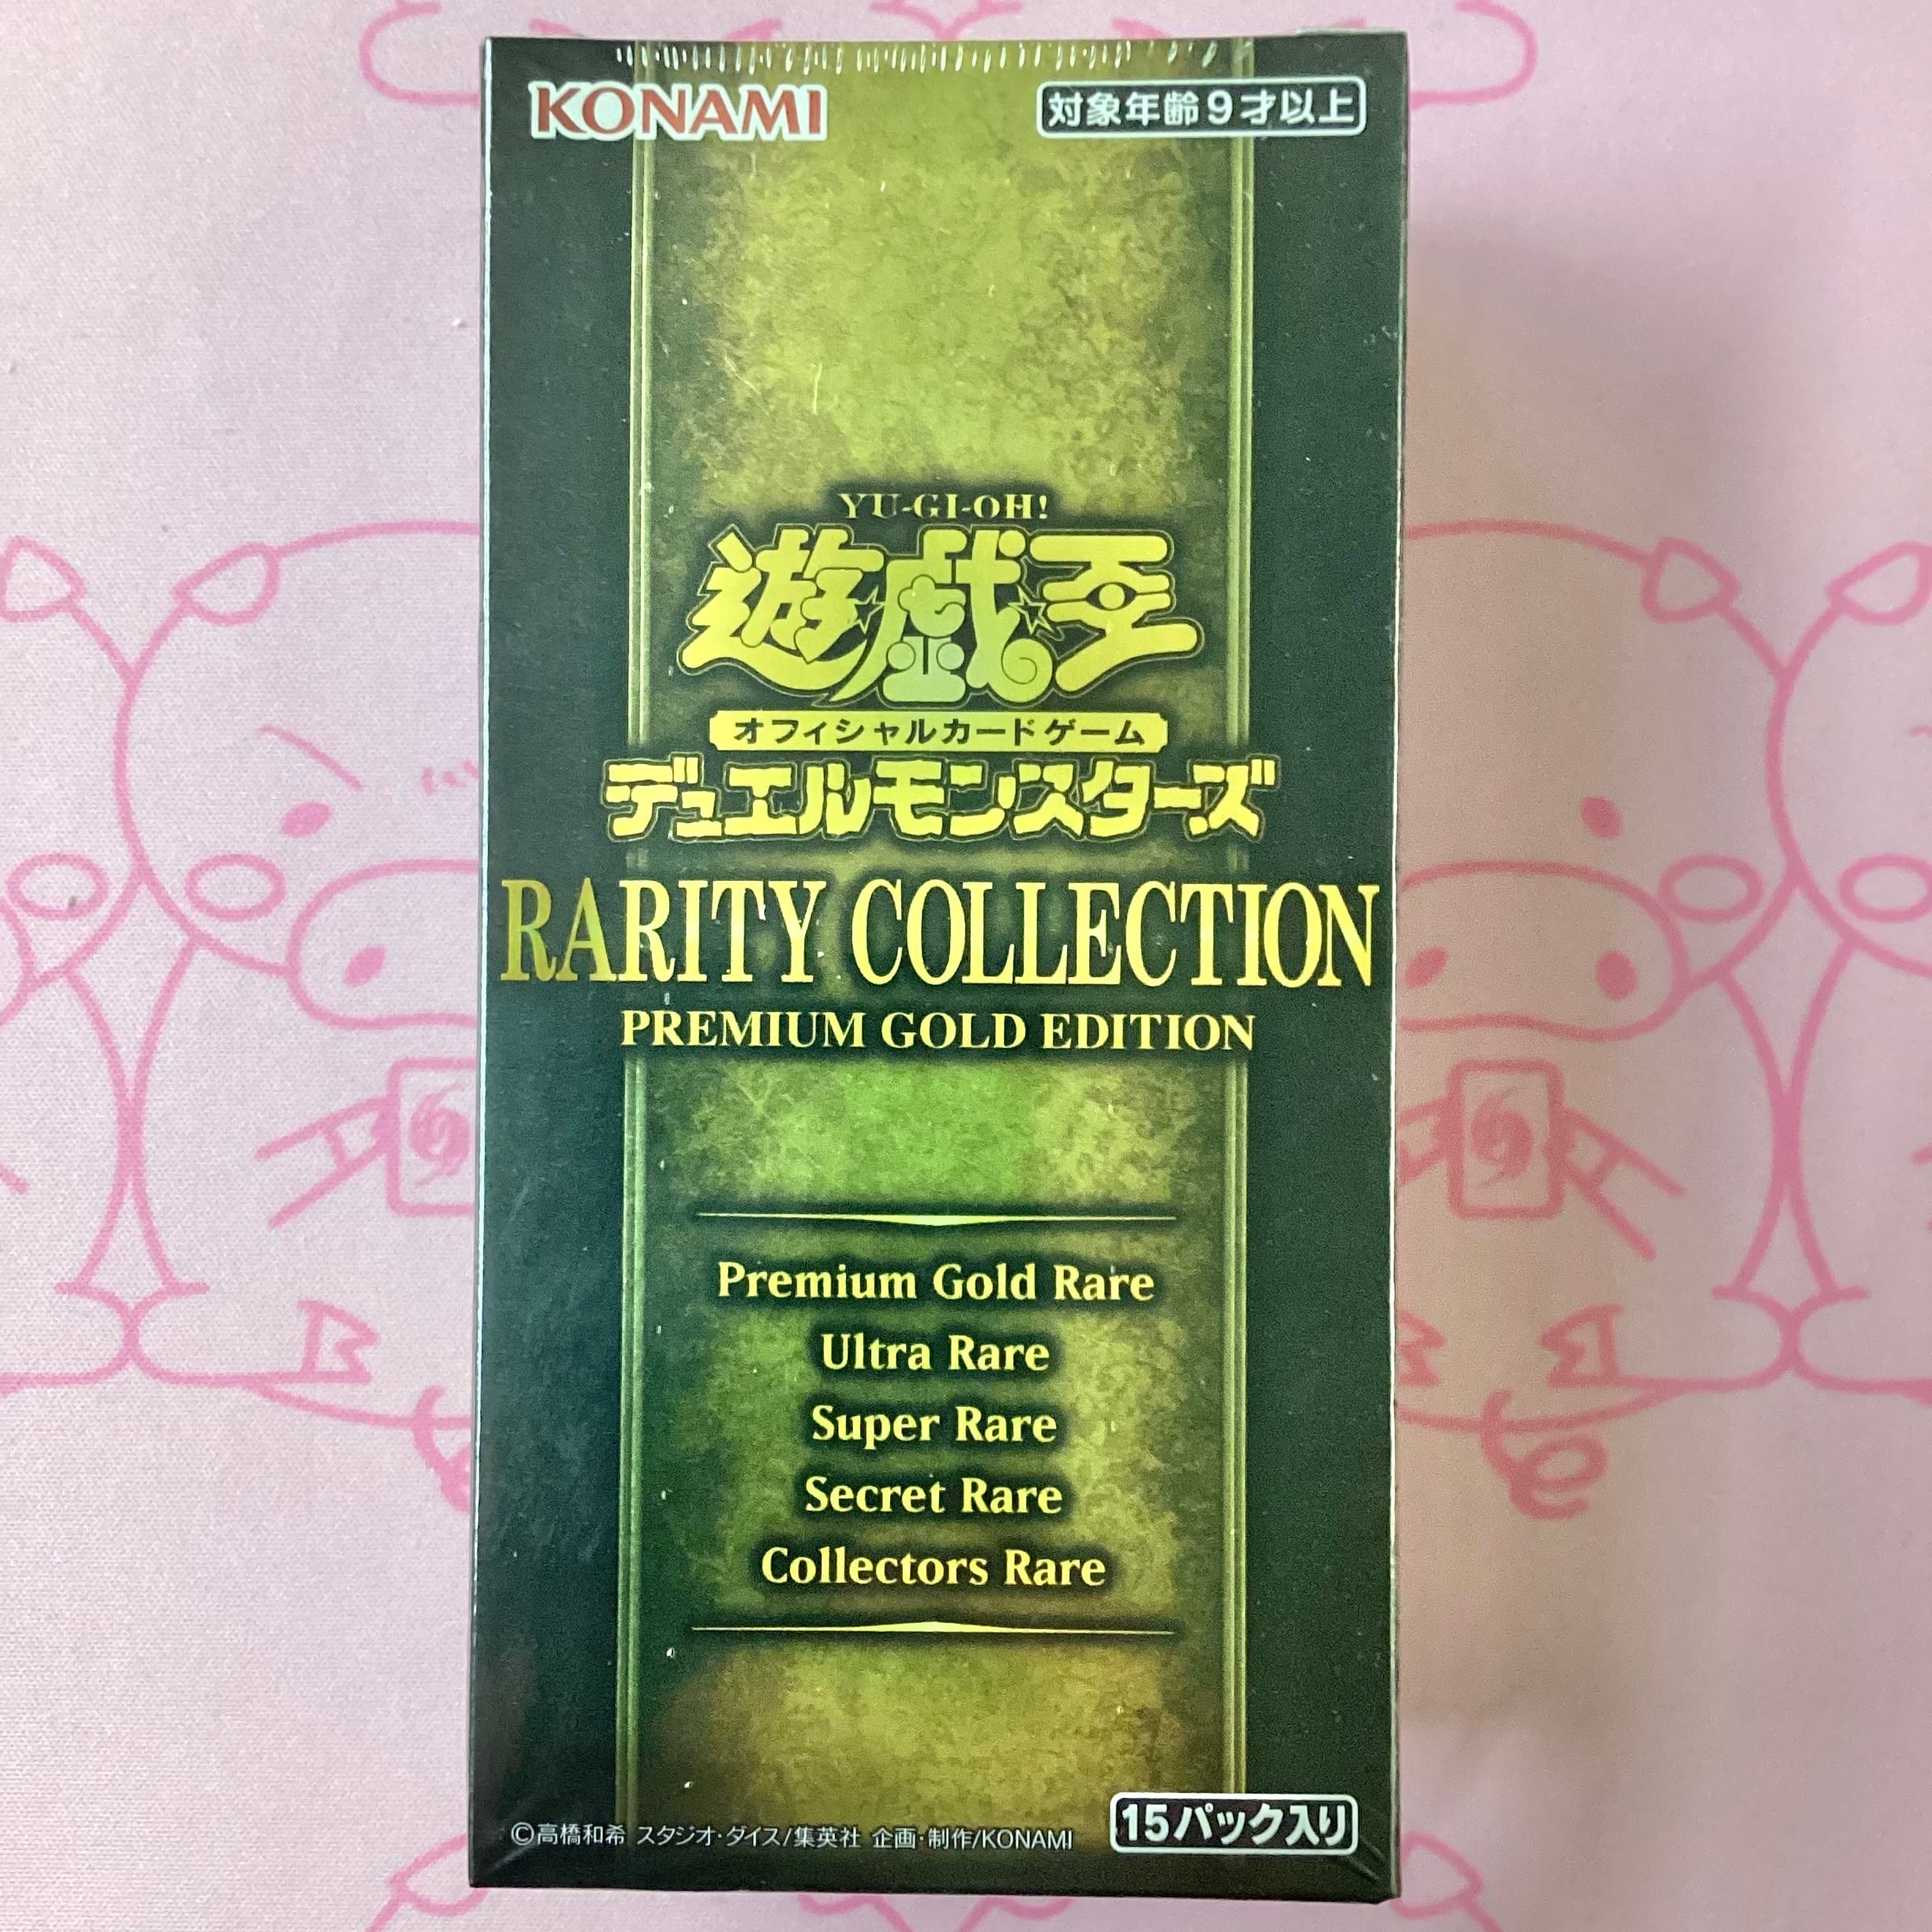 KONAMI
対象年齢9才以上
YU-GI-OH!
遊戯王
オフィシャルカードゲーム
デュエルモンスターズ
RARITY COLLECTION
PREMIUM GOLD EDITION
Premium Gold Rare
Ultra Rare
Super Rare
Secret Rare
Collectors Rare
©高橋和希 スタジオ・ダイス/集英社 企画・制作/KONAMI
15パック入り